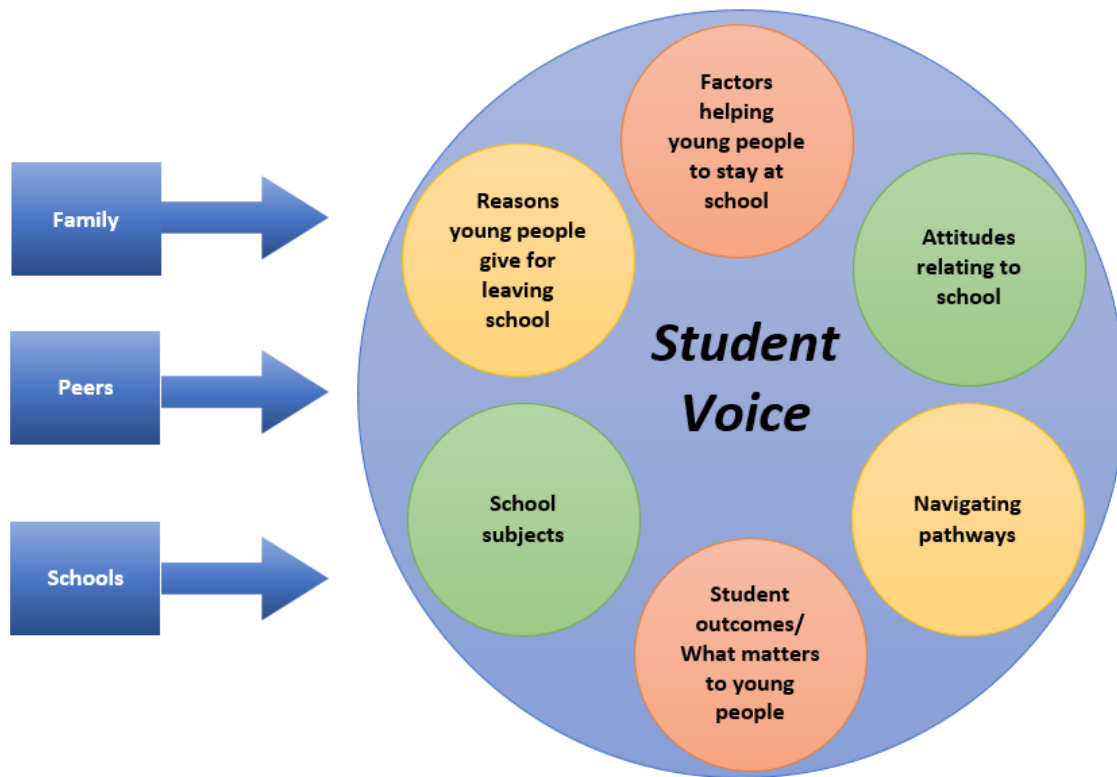 Family
Peers
Schools
Factors
helping
young people
to stay at
school
Reasons
young people
give for
leaving
school
Attitudes
relating to
school
Student
Voice
School
subjects
Navigating
pathways
Student
outcomes/
What matters
to young
people